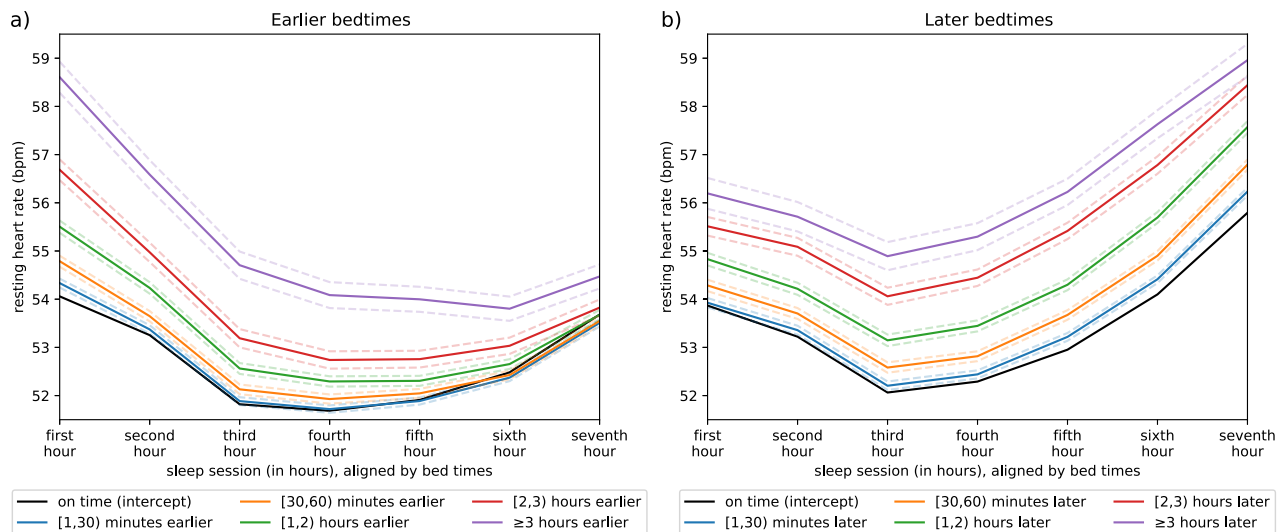 a)
Earlier bedtimes
resting heart rate (bpm)
59
58
57
56
55
54
53
52
first hour
second hour
third hour
fourth hour
fifth hour
sixth hour
seventh hour
sleep session (in hours), aligned by bed times
on time (intercept)
[1,30) minutes earlier
[30,60) minutes earlier
[1,2) hours earlier
[2,3) hours earlier
≥3 hours earlier
b)
Later bedtimes
resting heart rate (bpm)
59
58
57
56
55
54
53
52
first hour
second hour
third hour
fourth hour
fifth hour
sixth hour
seventh hour
sleep session (in hours), aligned by bed times
on time (intercept)
[1,30) minutes later
[30,60) minutes later
[1,2) hours later
[2,3) hours later
≥3 hours later